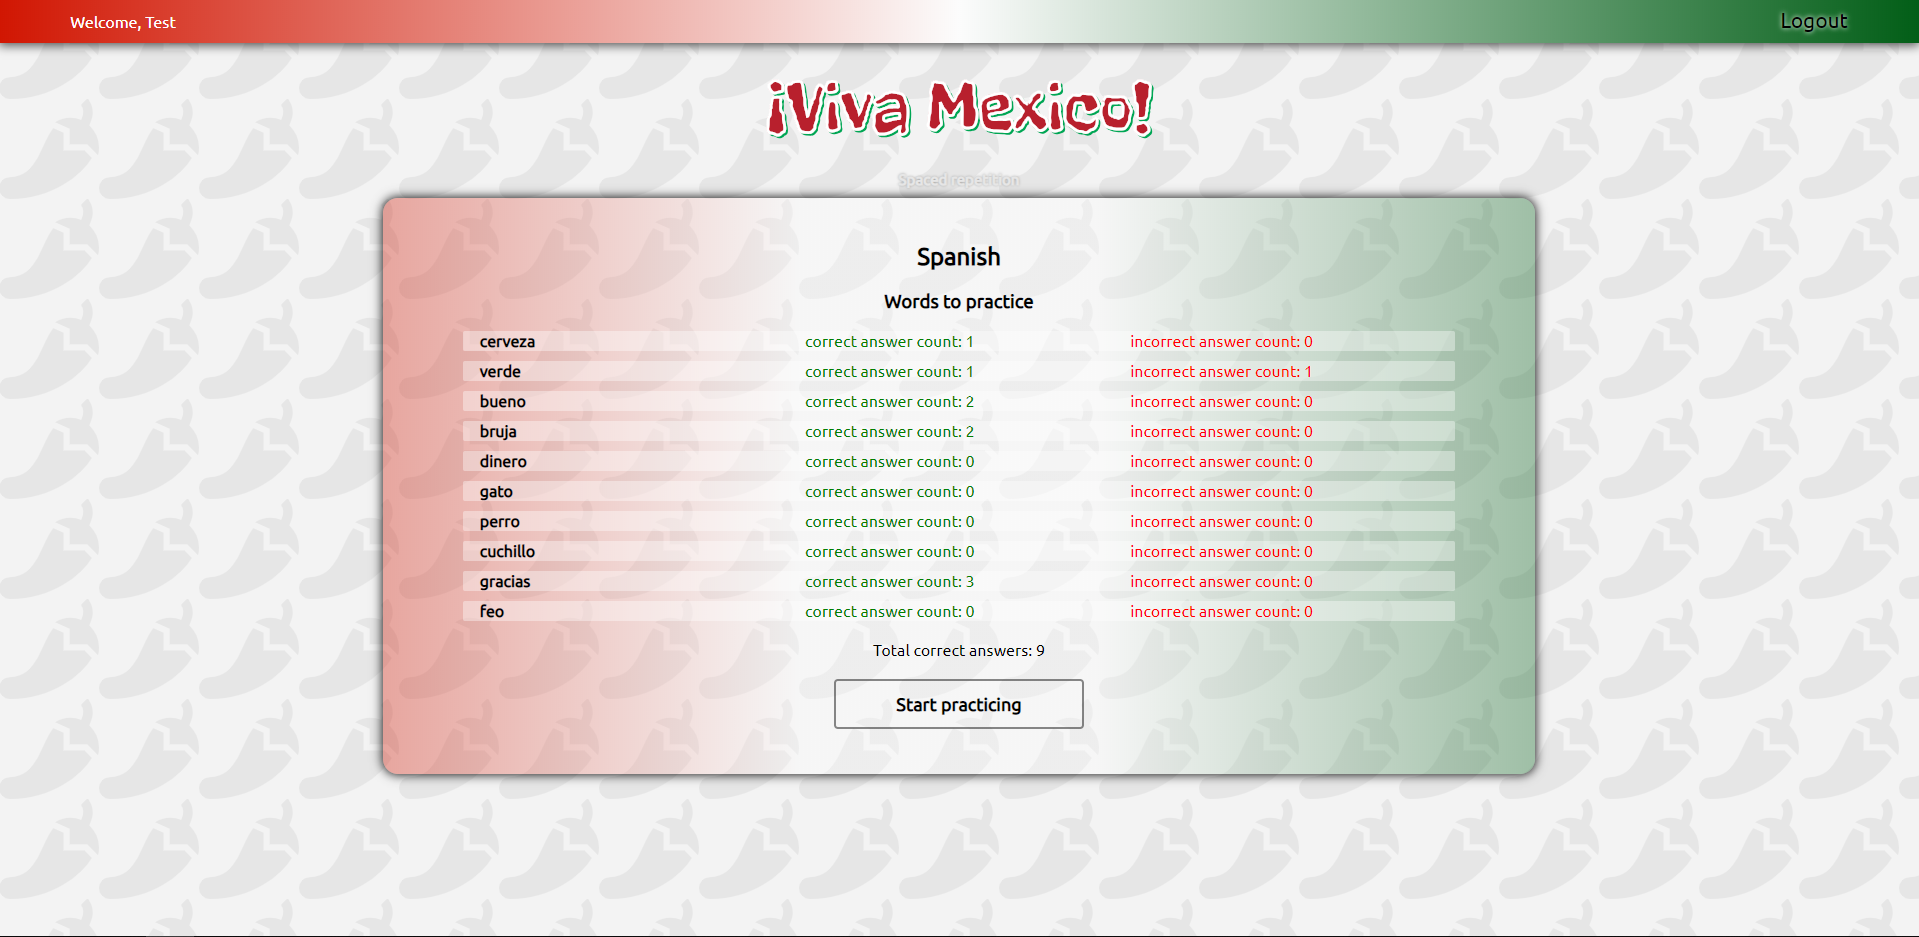 Welcome, Test
Logout
¡Viva Mexico!
Spaced repetition
Spanish
Words to practice
cerveza correct answer count: 1 incorrect answer count: 0
verde correct answer count: 1 incorrect answer count: 1
bueno correct answer count: 2 incorrect answer count: 0
bruja correct answer count: 2 incorrect answer count: 0
dinero correct answer count: 0 incorrect answer count: 0
gato correct answer count: 0 incorrect answer count: 0
perro correct answer count: 0 incorrect answer count: 0
cuchillo correct answer count: 0 incorrect answer count: 0
gracias correct answer count: 3 incorrect answer count: 0
feo correct answer count: 0 incorrect answer count: 0
Total correct answers: 9
Start practicing